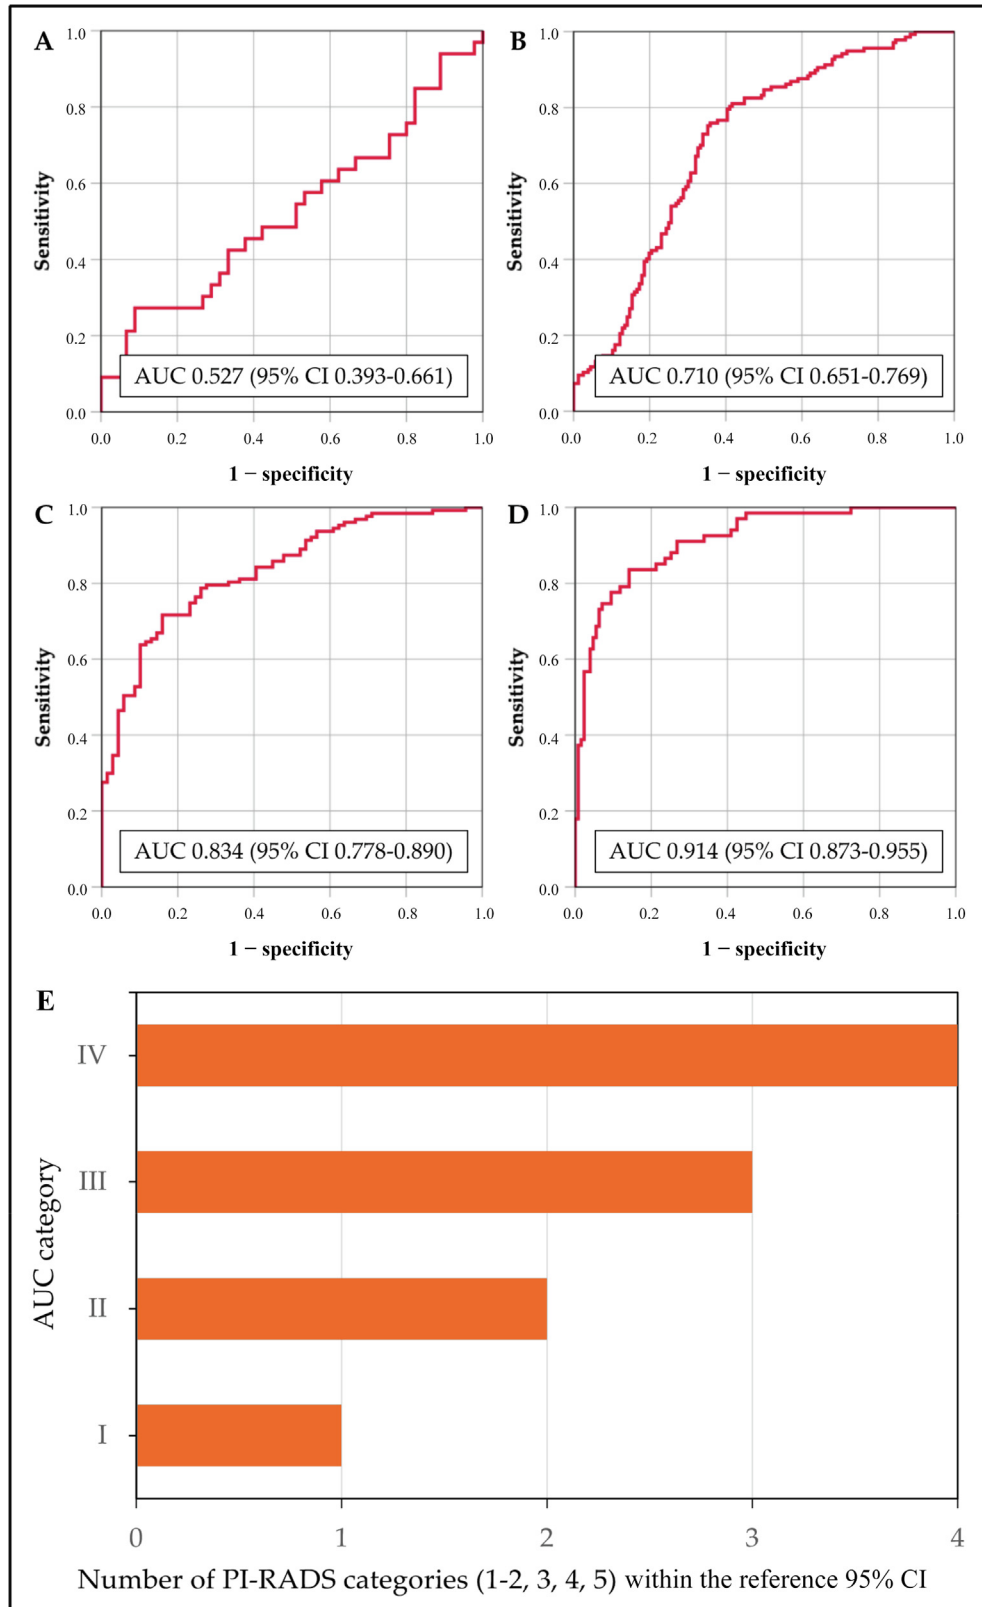 A
1.0
0.8
0.6
0.4
0.2
0.0
Sensitivity
AUC 0.527 (95% CI 0.393-0.661)
0.0 0.2 0.4 0.6 0.8 1.0
1 − specificity
B
1.0
0.8
0.6
0.4
0.2
0.0
Sensitivity
AUC 0.710 (95% CI 0.651-0.769)
0.0 0.2 0.4 0.6 0.8 1.0
1 − specificity
C
1.0
0.8
0.6
0.4
0.2
0.0
Sensitivity
AUC 0.834 (95% CI 0.778-0.890)
0.0 0.2 0.4 0.6 0.8 1.0
1 − specificity
D
1.0
0.8
0.6
0.4
0.2
0.0
Sensitivity
AUC 0.914 (95% CI 0.873-0.955)
0.0 0.2 0.4 0.6 0.8 1.0
1 − specificity
E
AUC category
IV
III
II
I
0 1 2 3 4
Number of PI-RADS categories (1-2, 3, 4, 5) within the reference 95% CI